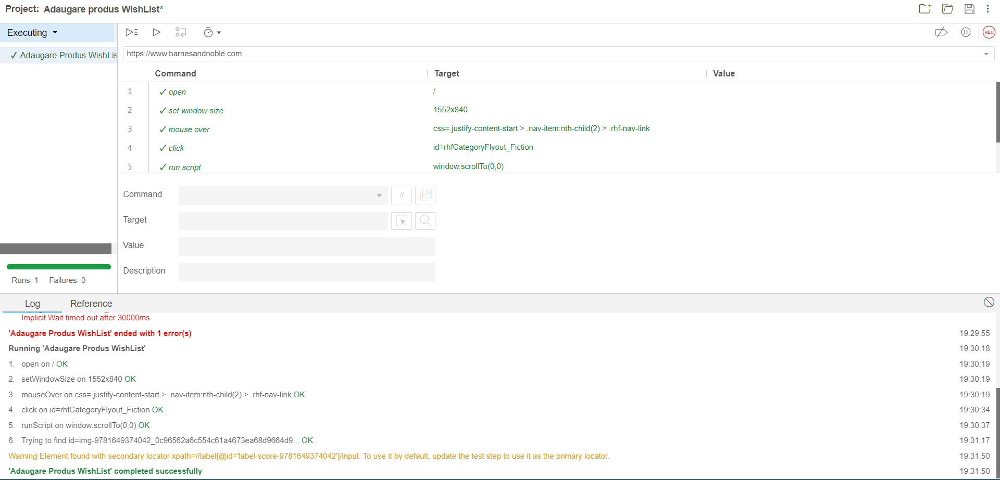 Project: Adaugare produs WishList*
Executing
REC
✓ Adaugare Produs WishLis
https://www.barnesandnoble.com
Command Target Value
1 ✓ open /
2 ✓ set window size 1552x840
3 ✓ mouse over css=.justify-content-start > .nav-item:nth-child(2) > .rhf-nav-link
4 ✓ click id=rhfCategoryFlyout_Fiction
5 ✓ run script window.scrollTo(0,0)
Command //
Target
Value
Description
Runs: 1 Failures: 0
Log Reference
Implicit Wait timed out after 30000ms
'Adaugare Produs WishList' ended with 1 error(s) 19:29:55
Running 'Adaugare Produs WishList' 19:30:18
1. open on / OK 19:30:19
2. setWindowSize on 1552x840 OK 19:30:19
3. mouseOver on css=.justify-content-start > .nav-item:nth-child(2) > .rhf-nav-link OK 19:30:19
4. click on id=rhfCategoryFlyout_Fiction OK 19:30:34
5. runScript on window.scrollTo(0,0) OK 19:30:37
6. Trying to find id=img-9781649374042_0c96562a6c554c61a4673ea68d9664d9... OK 19:31:17
Warning Element found with secondary locator xpath=//label[@id='label-score-9781649374042']/input. To use it by default, update the test step to use it as the primary locator. 19:31:50
'Adaugare Produs WishList' completed successfully 19:31:50